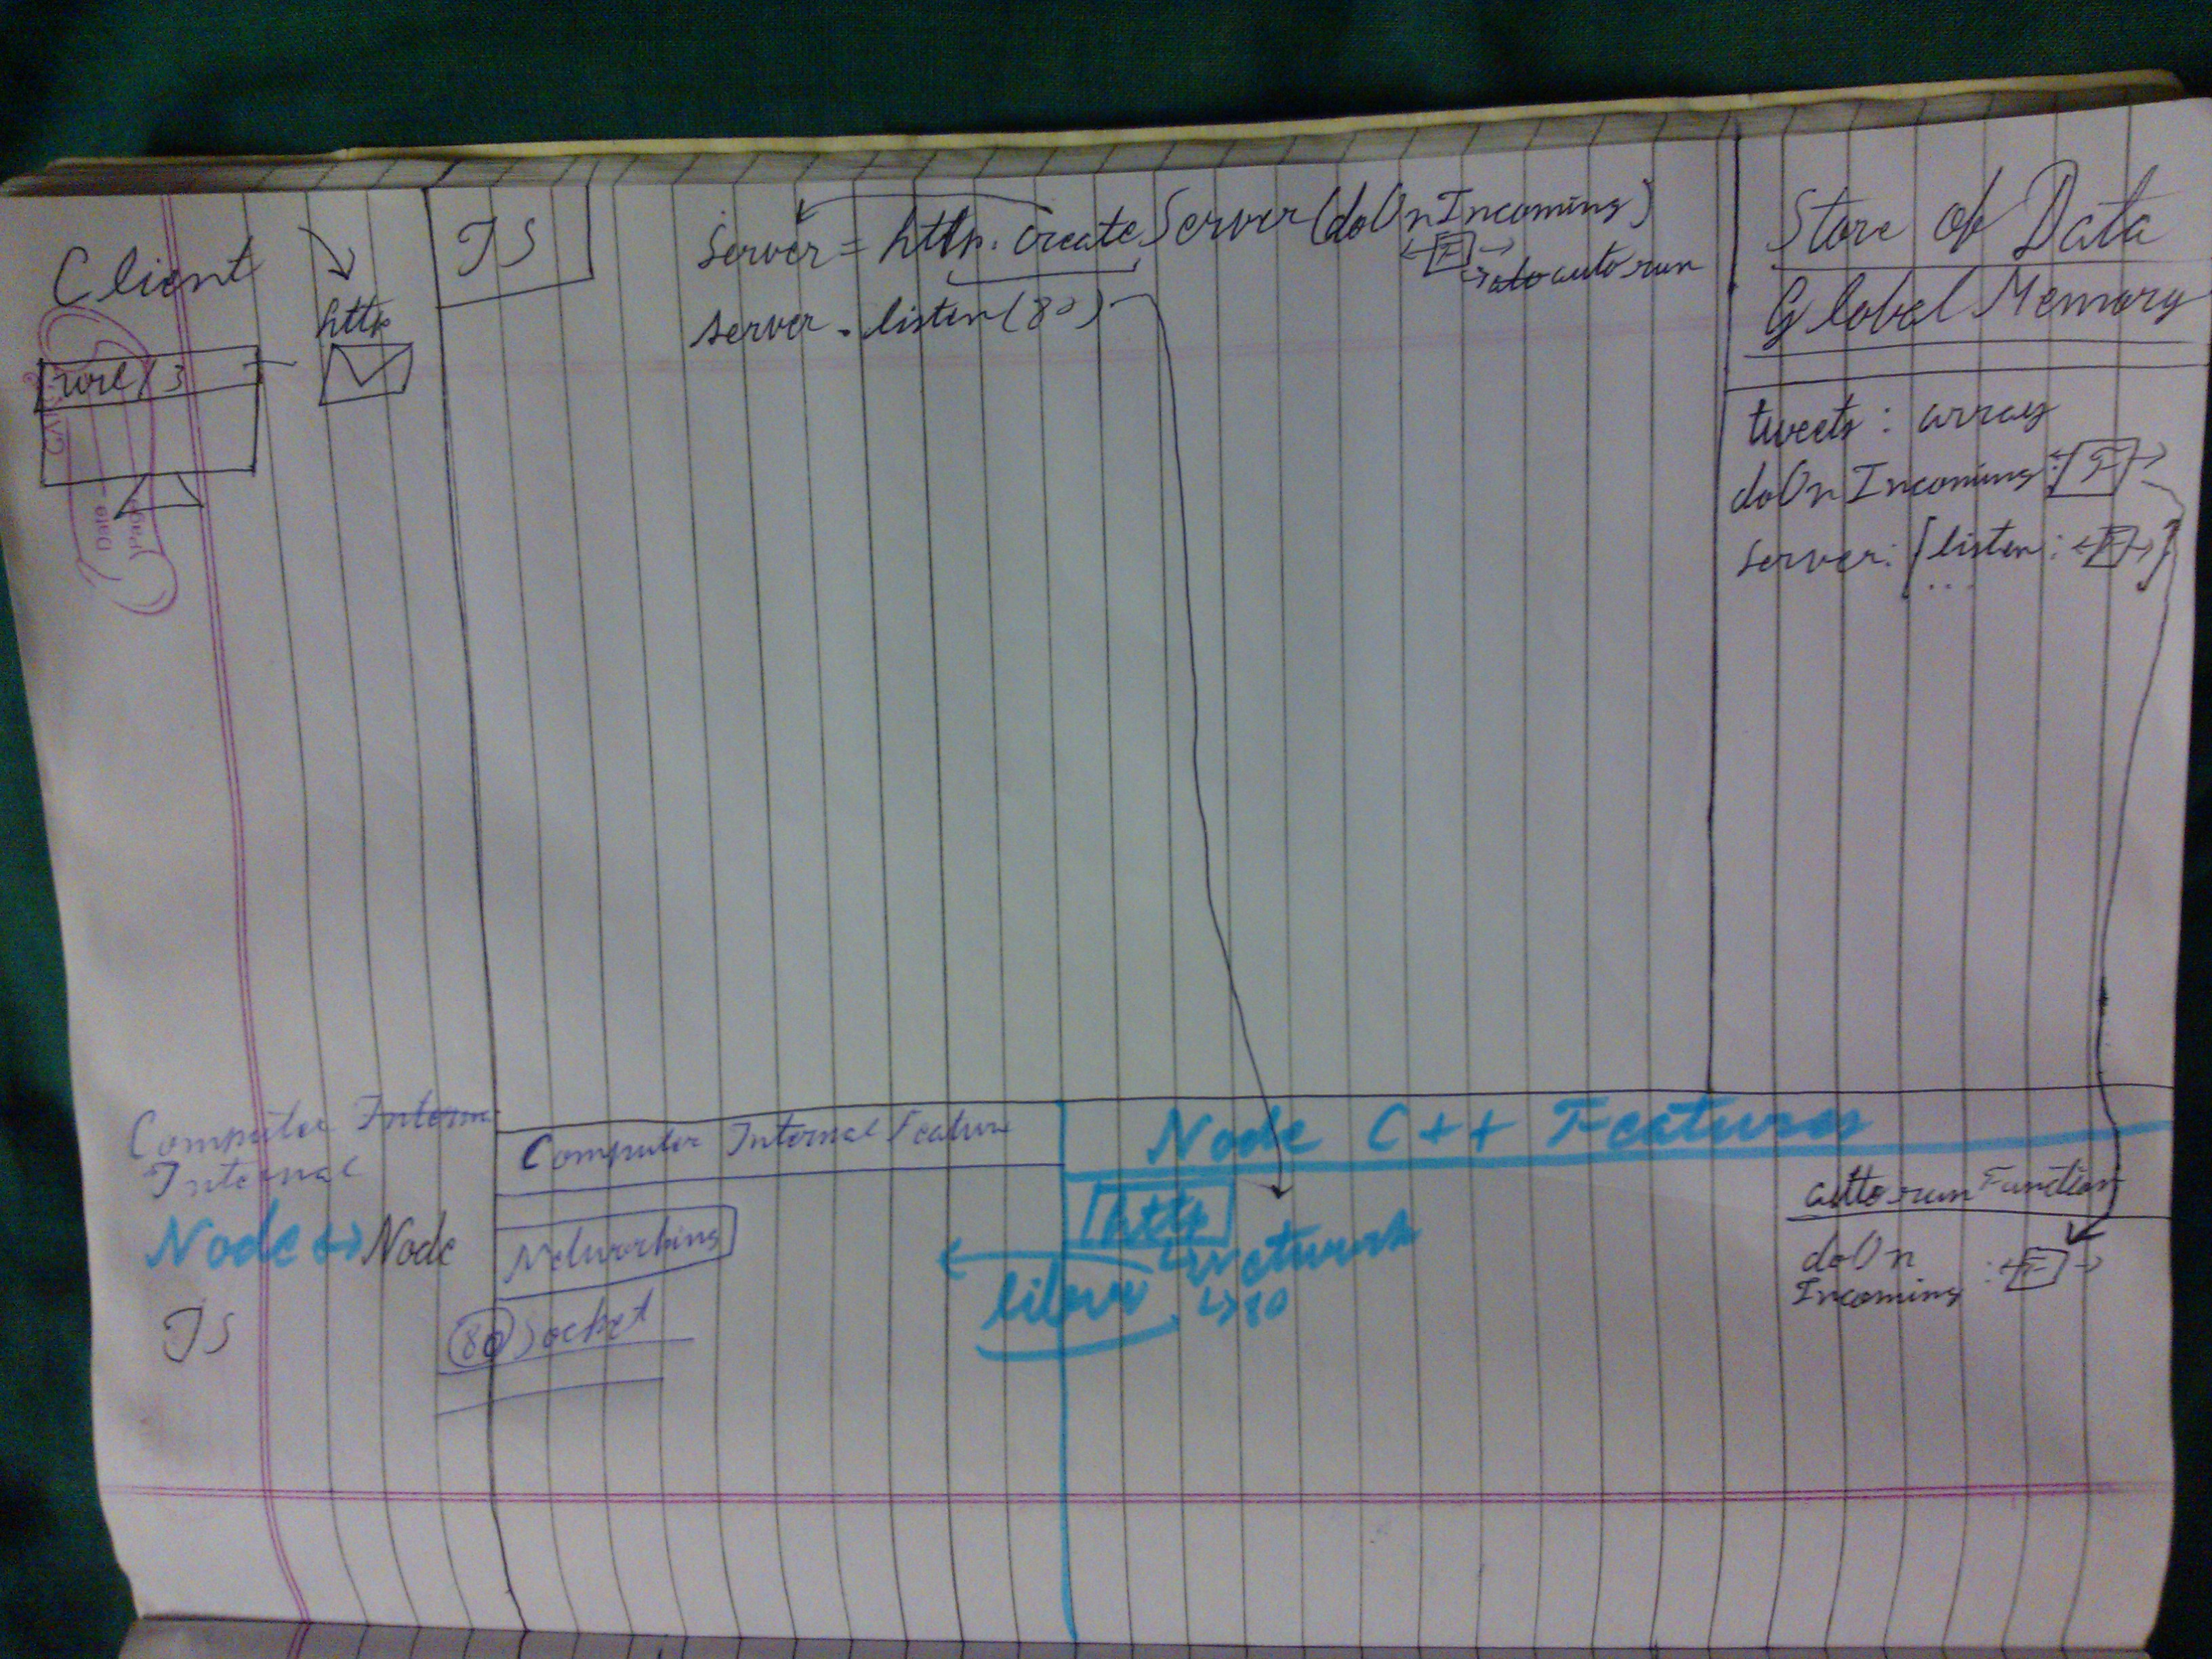 Client
http
url/3
JS
server = http.createServer(doOnIncoming)
F
auto run
server.listen(80)
Store of Data
Global Memory
tweets : array
doOnIncoming : F
server: {listen : F }
...
Computer Intern
Internal
Node ↔ Node
JS
Computer Internal Feature
Networking
80 Socket
Node C++ Features
http
↳ Network
↳ 80
libuv
auto run Function
doOn
Incoming : F
Page
Date